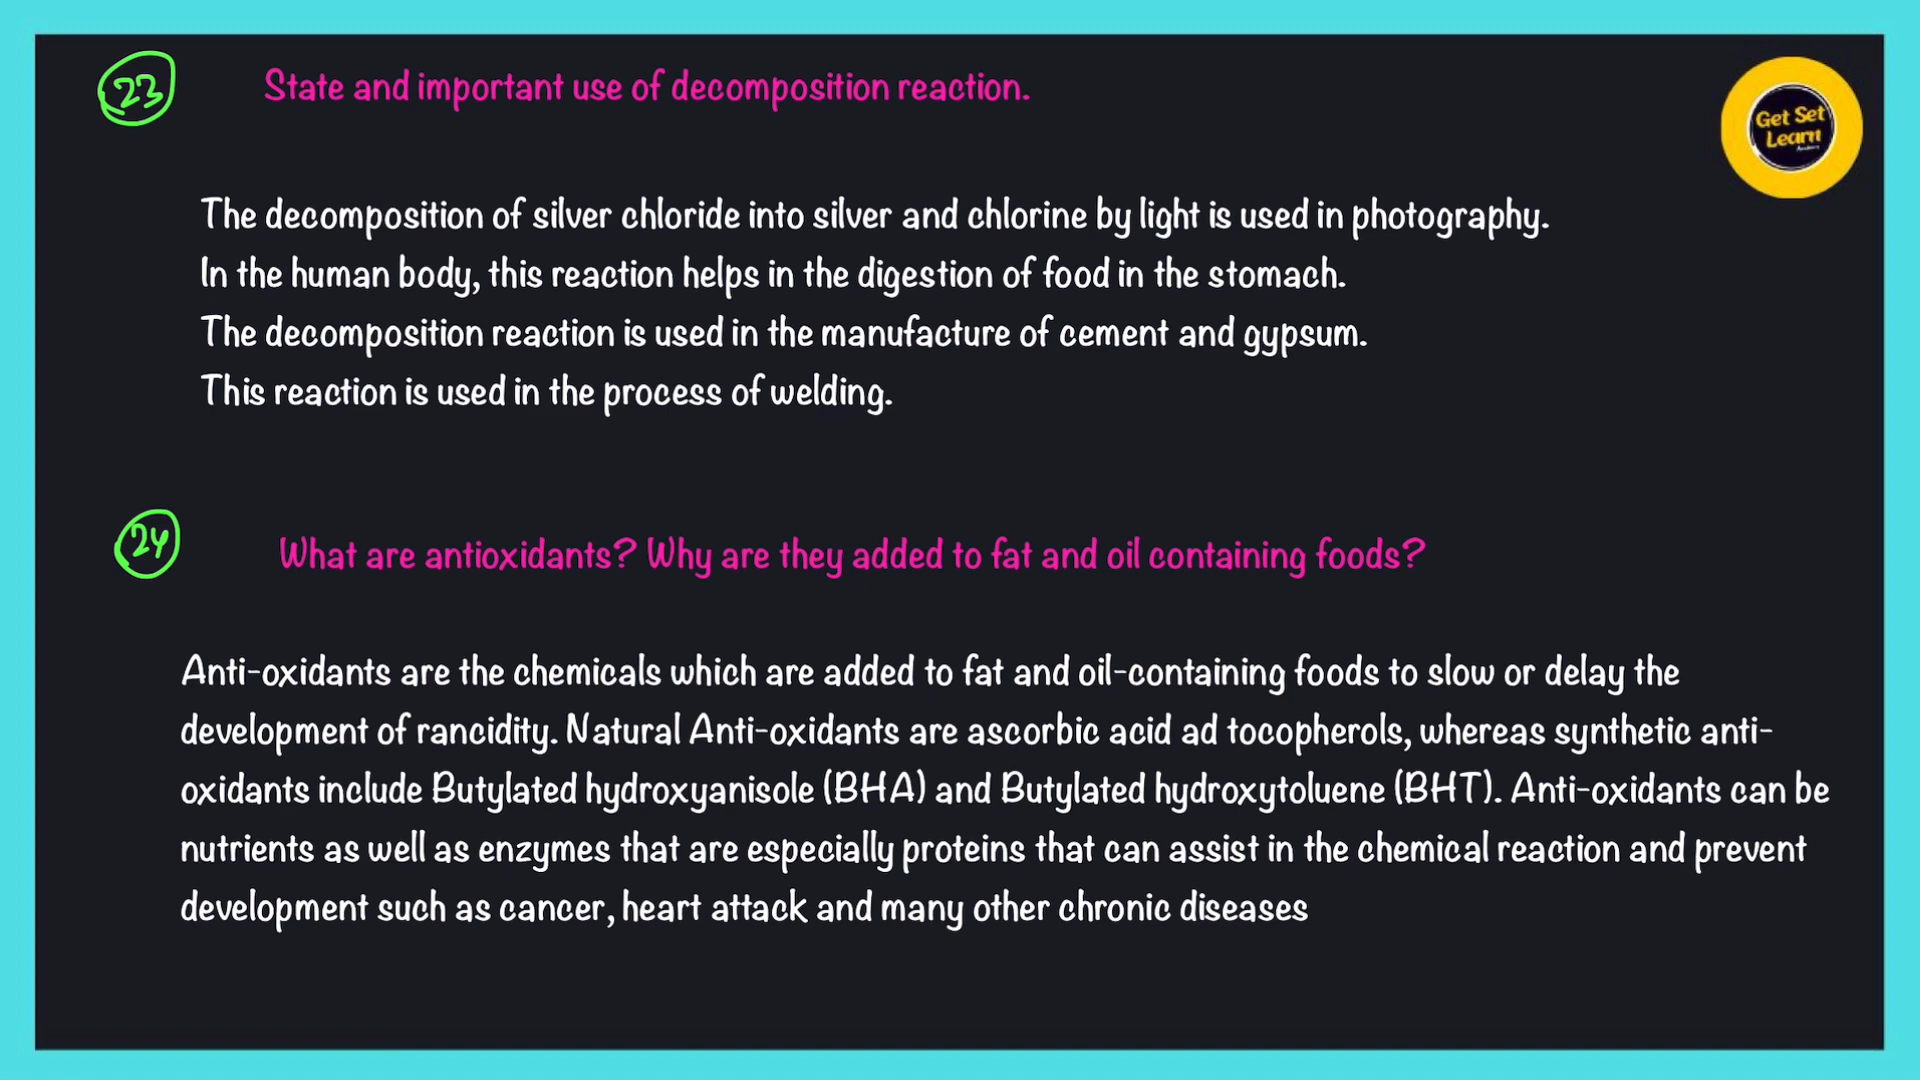 23
State and important use of decomposition reaction.
Get Set
Learn
The decomposition of silver chloride into silver and chlorine by light is used in photography.
In the human body, this reaction helps in the digestion of food in the stomach.
The decomposition reaction is used in the manufacture of cement and gypsum.
This reaction is used in the process of welding.
24
What are antioxidants? Why are they added to fat and oil containing foods?
Anti-oxidants are the chemicals which are added to fat and oil-containing foods to slow or delay the
development of rancidity. Natural Anti-oxidants are ascorbic acid ad tocopherols, whereas synthetic anti-
oxidants include Butylated hydroxyanisole (BHA) and Butylated hydroxytoluene (BHT). Anti-oxidants can be
nutrients as well as enzymes that are especially proteins that can assist in the chemical reaction and prevent
development such as cancer, heart attack and many other chronic diseases